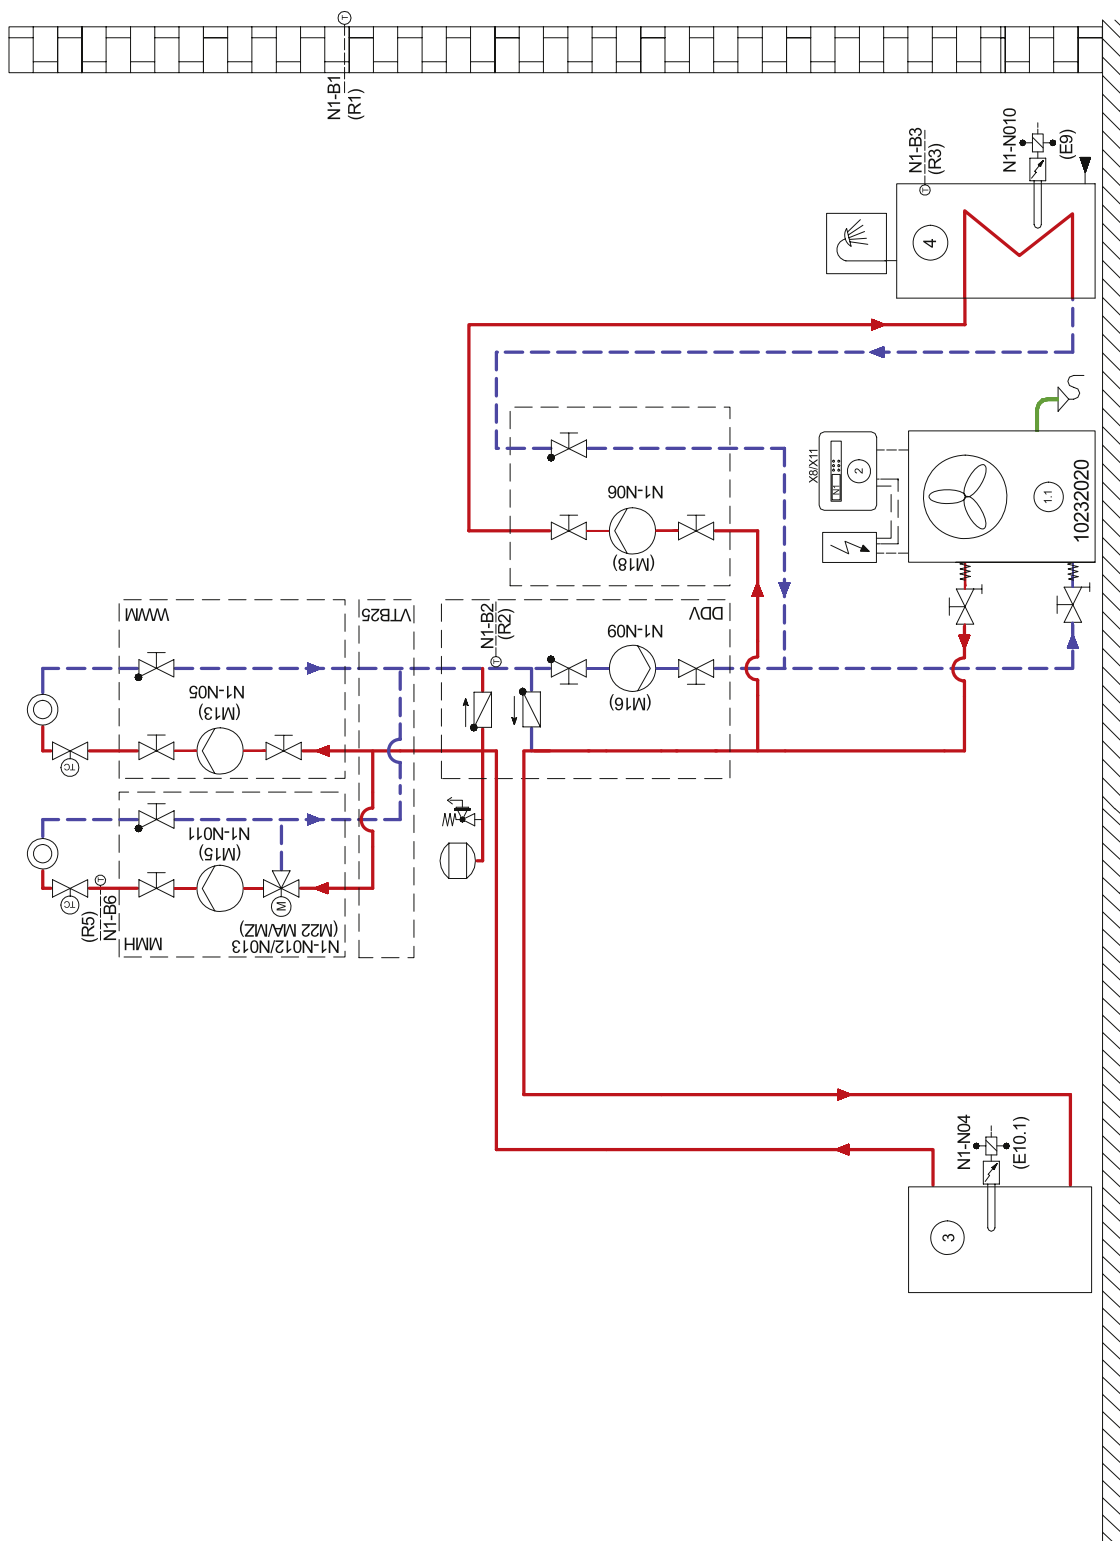 N1-B1
(R1)
N1-B3
(R3)
N1-N010
(E9)
4
T
T
X8/X11
N1
2
1.1
10232020
N1-N06
(M18)
N1-B2
(R2)
T
DDV
N1-N09
(M16)
VTB25
WWM
N1-N05
(M13)
N1-N011
(M15)
M
N1-N012/N013
(M22 MA/MZ)
MMH
(R5)
N1-B6
T
N1-N04
(E10.1)
3